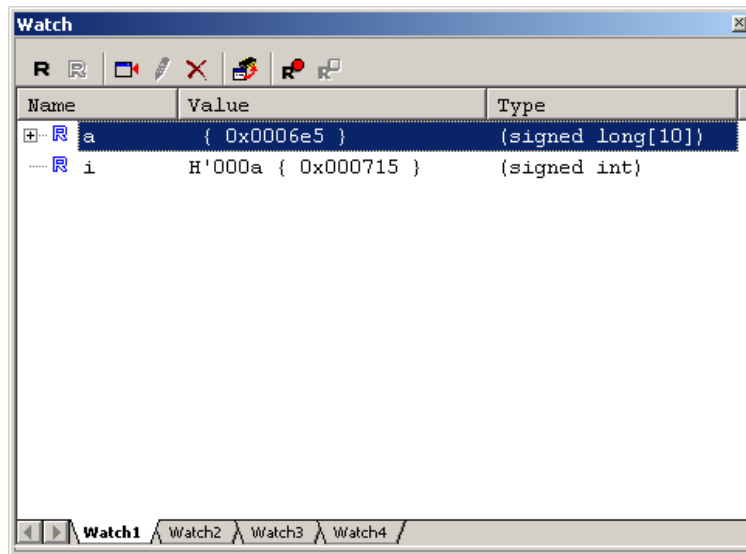 Watch
R R R R
Name Value Type
R a { 0x0006e5 } (signed long[10])
R i H'000a { 0x000715 } (signed int)
Watch1 Watch2 Watch3 Watch4